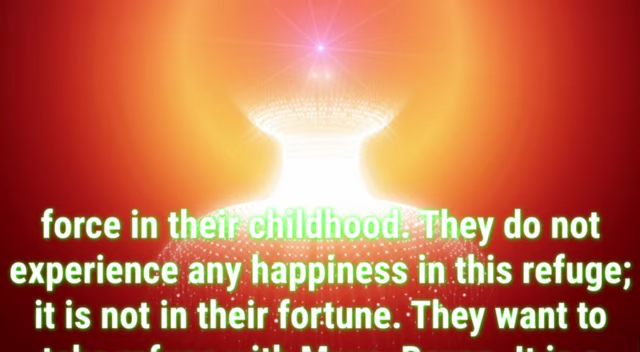 force in their childhood. They do not
experience any happiness in this refuge;
it is not in their fortune. They want to